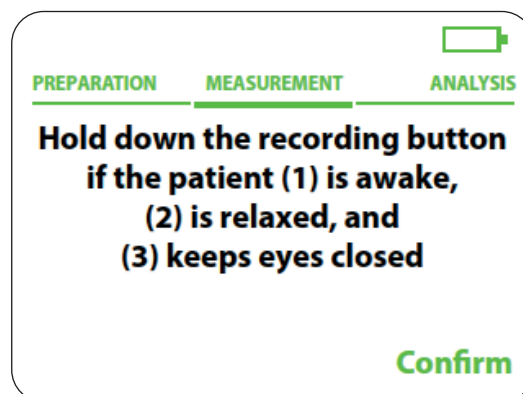 PREPARATION MEASUREMENT ANALYSIS
Hold down the recording button
if the patient (1) is awake,
(2) is relaxed, and
(3) keeps eyes closed
Confirm